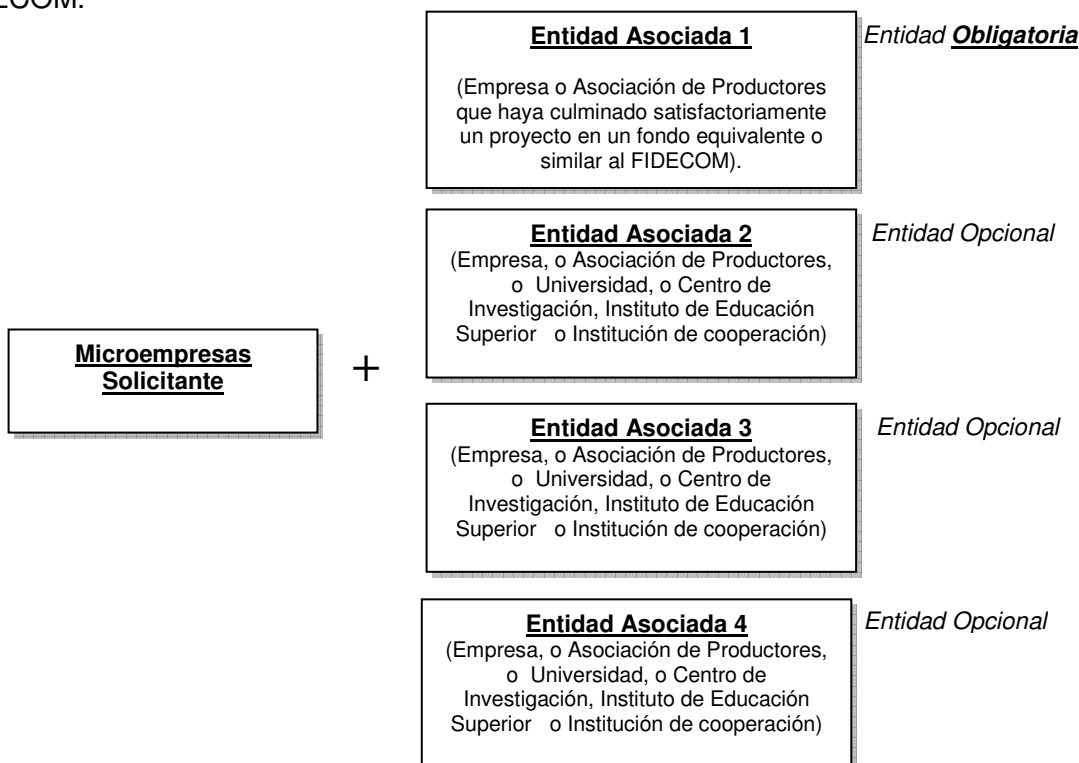 Entidad Asociada 1
Entidad Obligatoria
(Empresa o Asociación de Productores
que haya culminado satisfactoriamente
un proyecto en un fondo equivalente o
similar al FIDECOM).
Entidad Asociada 2
Entidad Opcional
(Empresa, o Asociación de Productores,
o Universidad, o Centro de
Investigación, Instituto de Educación
Superior o Institución de cooperación)
Microempresas
Solicitante
+
Entidad Asociada 3
Entidad Opcional
(Empresa, o Asociación de Productores,
o Universidad, o Centro de
Investigación, Instituto de Educación
Superior o Institución de cooperación)
Entidad Asociada 4
Entidad Opcional
(Empresa, o Asociación de Productores,
o Universidad, o Centro de
Investigación, Instituto de Educación
Superior o Institución de cooperación)